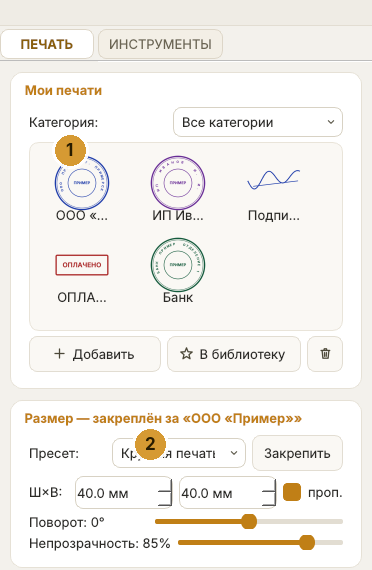 ПЕЧАТЬ ИНСТРУМЕНТЫ
Мои печати
Категория: Все категории
1
ПРИМЕР ПРИМЕР
ООО «... ИП Ив... Подпи...
ОПЛАЧЕНО ПРИМЕР
ОПЛА... Банк
+ Добавить В библиотеку
Размер — закреплён за «ООО «Пример»»
2
Пресет: печать Закрепить
Ш×В: 40.0 мм 40.0 мм проп.
Поворот: 0°
Непрозрачность: 85%